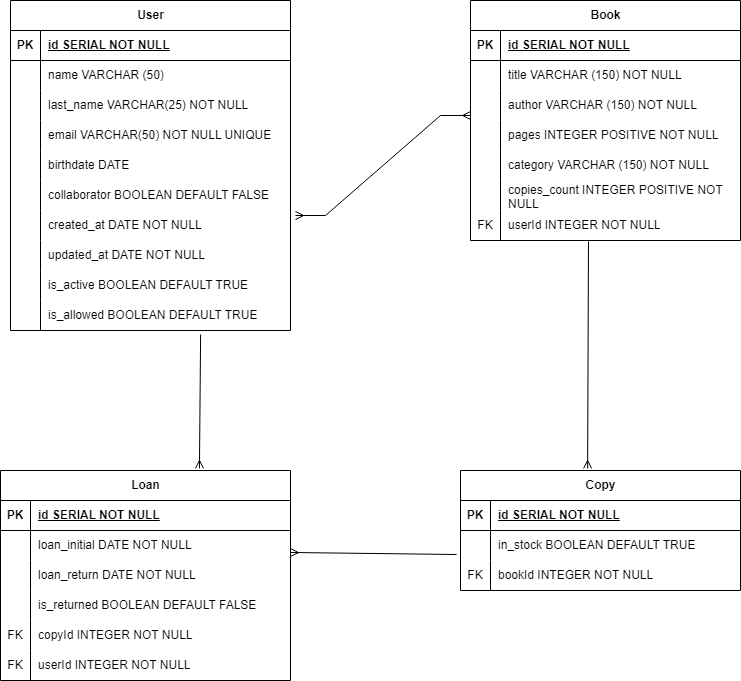 User
PK id SERIAL NOT NULL
name VARCHAR (50)
last_name VARCHAR(25) NOT NULL
email VARCHAR(50) NOT NULL UNIQUE
birthdate DATE
collaborator BOOLEAN DEFAULT FALSE
created_at DATE NOT NULL
updated_at DATE NOT NULL
is_active BOOLEAN DEFAULT TRUE
is_allowed BOOLEAN DEFAULT TRUE
Book
PK id SERIAL NOT NULL
title VARCHAR (150) NOT NULL
author VARCHAR (150) NOT NULL
pages INTEGER POSITIVE NOT NULL
category VARCHAR (150) NOT NULL
copies_count INTEGER POSITIVE NOT
NULL
FK userId INTEGER NOT NULL
Loan
PK id SERIAL NOT NULL
loan_initial DATE NOT NULL
loan_return DATE NOT NULL
is_returned BOOLEAN DEFAULT FALSE
FK copyId INTEGER NOT NULL
FK userId INTEGER NOT NULL
Copy
PK id SERIAL NOT NULL
in_stock BOOLEAN DEFAULT TRUE
FK bookId INTEGER NOT NULL